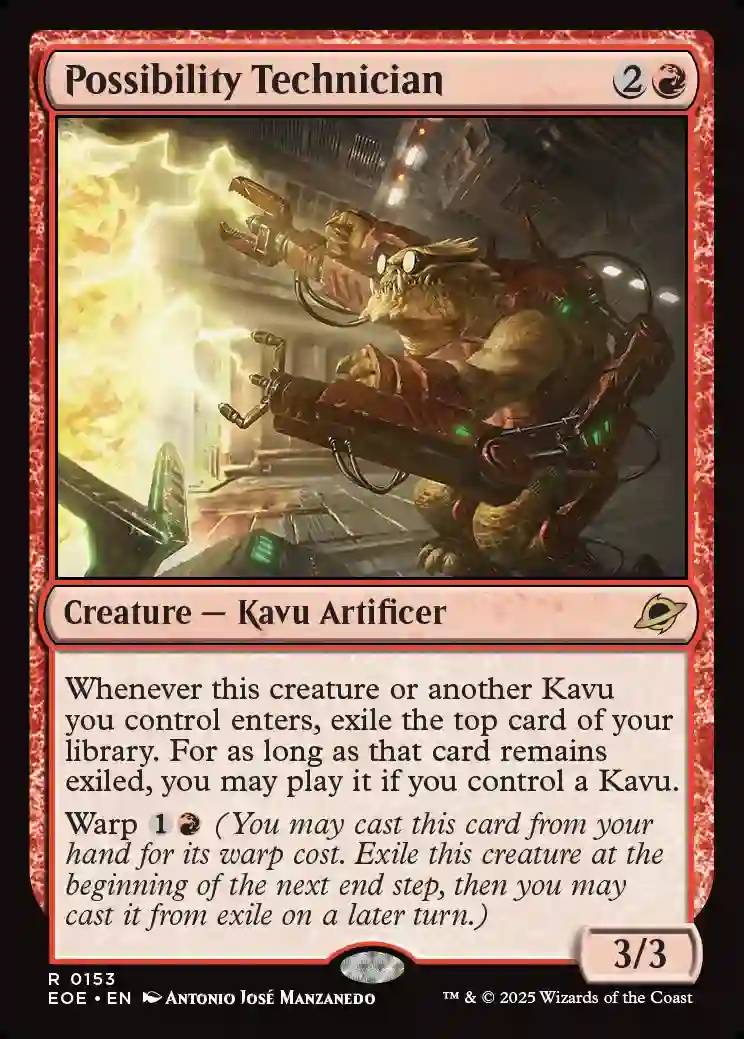 Possibility Technician 2
Creature — Kavu Artificer
Whenever this creature or another Kavu
you control enters, exile the top card of your
library. For as long as that card remains
exiled, you may play it if you control a Kavu.
Warp 1 (You may cast this card from your
hand for its warp cost. Exile this creature at the
beginning of the next end step, then you may
cast it from exile on a later turn.)
3/3
R 0153
EOE • EN Antonio José Manzanedo ™ & © 2025 Wizards of the Coast